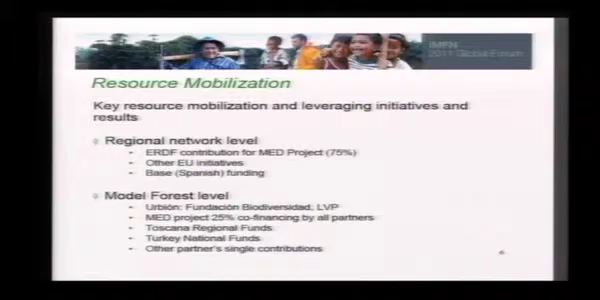 IMFN
2011 Global Forum
Resource Mobilization
Key resource mobilization and leveraging initiatives and
results
Regional network level
- ERDF contribution for MED Project (75%)
- Other EU initiatives
- Base (Spanish) funding
Model Forest level
- Urbión: Fundación Biodiversidad, LVP
- MED project 25% co-financing by all partners
- Toscana Regional Funds
- Turkey National Funds
- Other partner's single contributions